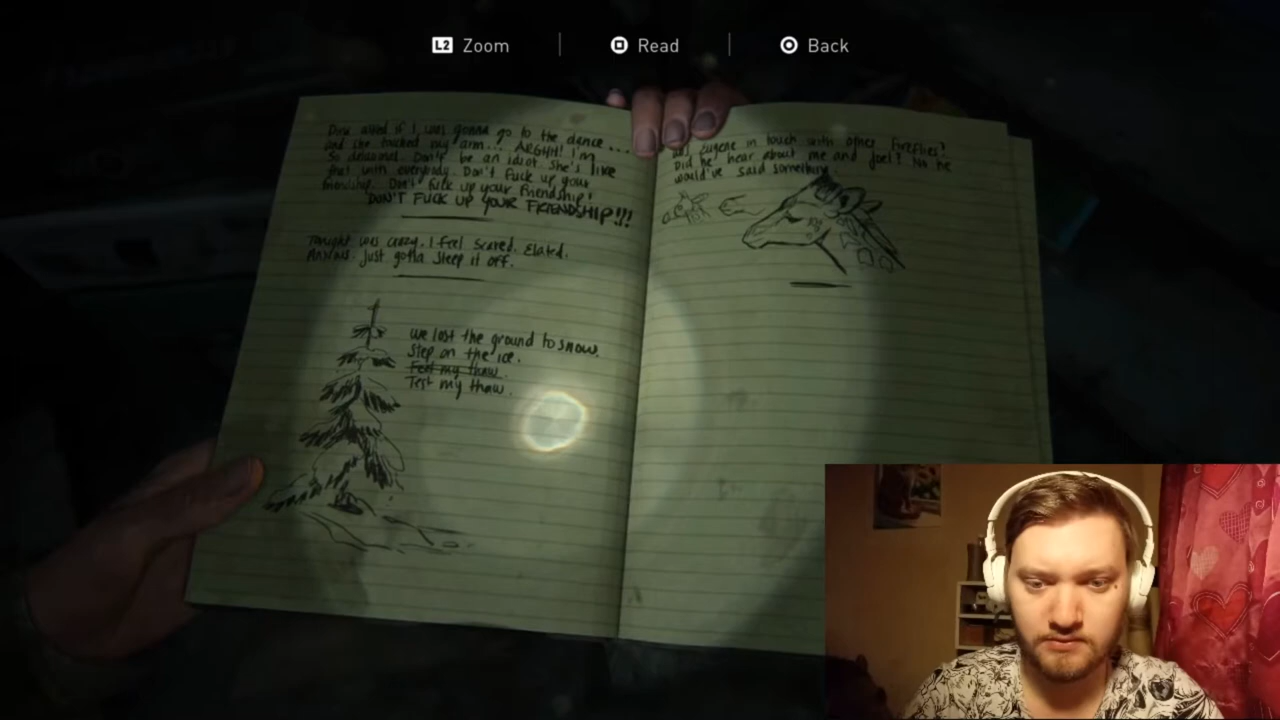 L2 Zoom
Read
Back
Dina asked if I was gonna go to the dance...
and she touched my arm... ARGHH! I'm
so delusional. Don't be an idiot. She's like
that with everybody. Don't fuck up your
friendship. Don't fuck up your friendship!
DON'T FUCK UP YOUR FRIENDSHIP!!!
Tonight was crazy. I feel scared. Elated.
Anxious. Just gotta sleep it off.
We lost the ground to snow.
Step on the ice.
Test my thaw.
Was Eugene in touch with other Fireflies?
Did he hear about me and Joel? No he
would've said something.